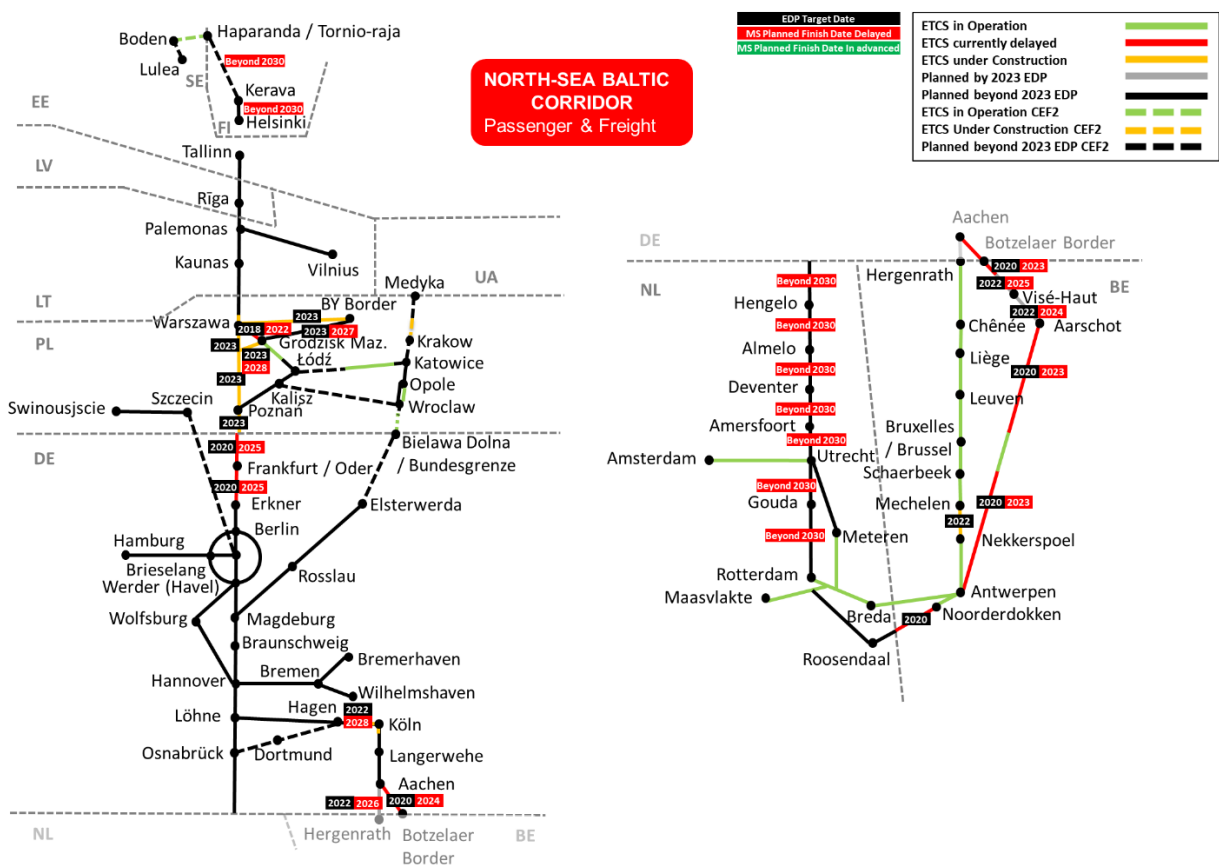 EDP Target Date
MS Planned Finish Date Delayed
MS Planned Finish Date In advanced
ETCS in Operation
ETCS currently delayed
ETCS under Construction
Planned by 2023 EDP
Planned beyond 2023 EDP
ETCS in Operation CEF2
ETCS Under Construction CEF2
Planned beyond 2023 EDP CEF2
NORTH-SEA BALTIC
CORRIDOR
Passenger & Freight
Haparanda / Tornio-raja
Boden
Lulea
Beyond 2030
SE
Kerava
Beyond 2030
Helsinki
FI
EE
Tallinn
LV
Rīga
Palemonas
Vilnius
Kaunas
UA
LT
Medyka
BY Border
2023
Warszawa
2018 2022
2023 2027
PL
Grodzisk Maz.
Krakow
2023
2023
2028
Łódź
Katowice
2023
Opole
Kalisz
Szczecin
Swinousjscie
Poznań
Wroclaw
2023
DE
Bielawa Dolna
/ Bundesgrenze
2020 2025
Frankfurt / Oder
2020 2025
Erkner
Elsterwerda
Berlin
Hamburg
Brieselang
Werder (Havel)
Rosslau
Wolfsburg
Magdeburg
Braunschweig
Bremerhaven
Bremen
Hannover
Wilhelmshaven
Hagen
2022
2028
Löhne
Köln
Osnabrück
Dortmund
Langerwehe
Aachen
2022 2026
2020 2024
NL
Hergenrath
Botzelaer
Border
BE
Aachen
DE
Botzelaer Border
NL
Hergenrath
2020 2023
BE
Beyond 2030
2022 2025
Hengelo
Visé-Haut
2022 2024
Beyond 2030
Chênée
Aarschot
Almelo
Liège
Beyond 2030
2020 2023
Deventer
Leuven
Beyond 2030
Amersfoort
Bruxelles
/ Brussel
Beyond 2030
Amsterdam
Utrecht
Schaerbeek
Beyond 2030
Gouda
Mechelen
2020 2023
2022
Beyond 2030
Meteren
Nekkerspoel
Rotterdam
Maasvlakte
Antwerpen
Breda
Noorderdokken
2020
Roosendaal